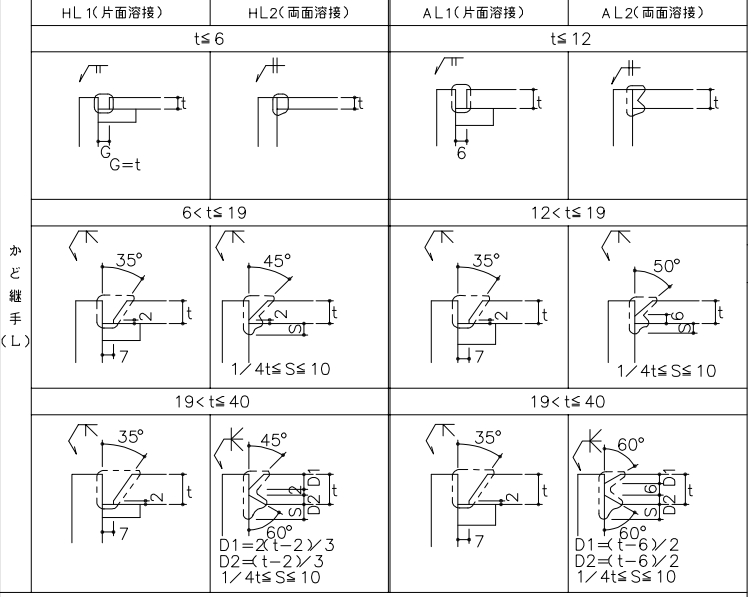 HL1(片面溶接) HL2(両面溶接) AL1(片面溶接) AL2(両面溶接)
t≦6 t≦12
t
G
G=t
t
t
6
t
かど継手(L)
6<t≦19 12<t≦19
35°
2
t
7
45°
2
S
t
1/4t≦S≦10
35°
2
t
7
50°
6
S
t
1/4t≦S≦10
19<t≦40 19<t≦40
35°
2
t
7
45°
D1
2
S
D2
t
60°
D1=2(t-2)/3
D2=(t-2)/3
1/4t≦S≦10
35°
2
t
7
60°
D1
6
S
D2
t
60°
D1=(t-6)/2
D2=(t-6)/2
1/4t≦S≦10